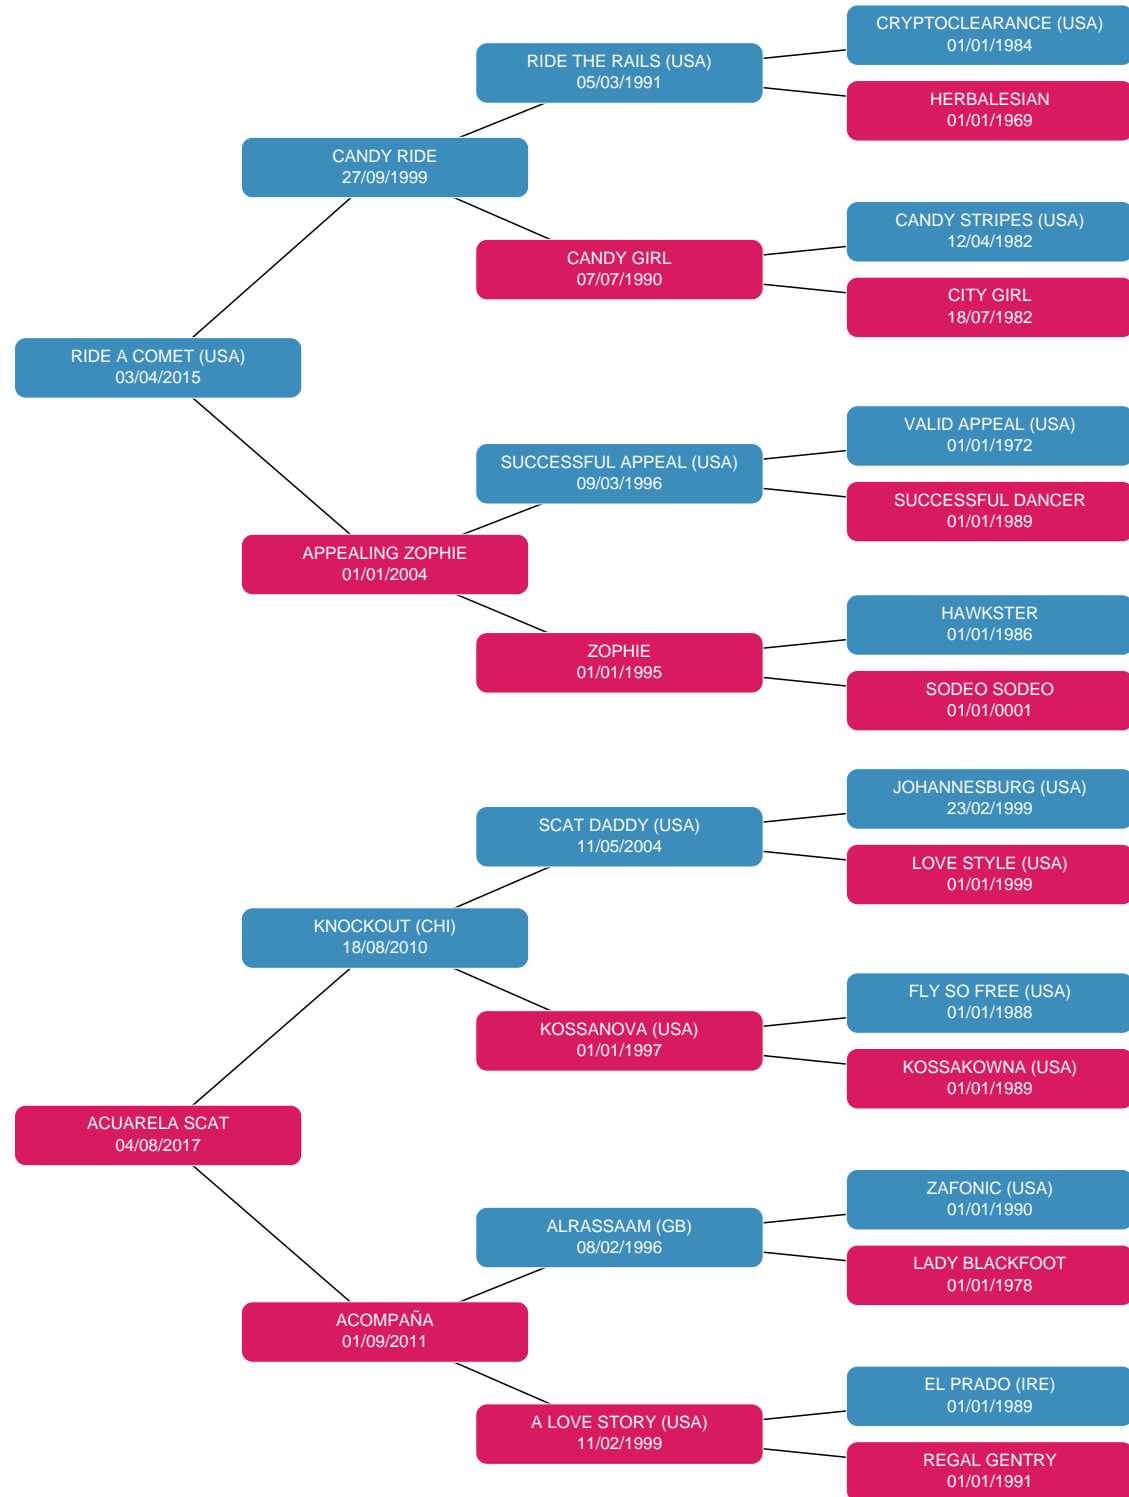 CRYPTOCLEARANCE (USA)
01/01/1984
RIDE THE RAILS (USA)
05/03/1991
HERBALESIAN
01/01/1969
CANDY RIDE
27/09/1999
CANDY STRIPES (USA)
12/04/1982
CANDY GIRL
07/07/1990
CITY GIRL
18/07/1982
RIDE A COMET (USA)
03/04/2015
VALID APPEAL (USA)
01/01/1972
SUCCESSFUL APPEAL (USA)
09/03/1996
SUCCESSFUL DANCER
01/01/1989
APPEALING ZOPHIE
01/01/2004
HAWKSTER
01/01/1986
ZOPHIE
01/01/1995
SODEO SODEO
01/01/0001
JOHANNESBURG (USA)
23/02/1999
SCAT DADDY (USA)
11/05/2004
LOVE STYLE (USA)
01/01/1999
KNOCKOUT (CHI)
18/08/2010
FLY SO FREE (USA)
01/01/1988
KOSSANOVA (USA)
01/01/1997
KOSSAKOWNA (USA)
01/01/1989
ACUARELA SCAT
04/08/2017
ZAFONIC (USA)
01/01/1990
ALRASSAAM (GB)
08/02/1996
LADY BLACKFOOT
01/01/1978
ACOMPAÑA
01/09/2011
EL PRADO (IRE)
01/01/1989
A LOVE STORY (USA)
11/02/1999
REGAL GENTRY
01/01/1991